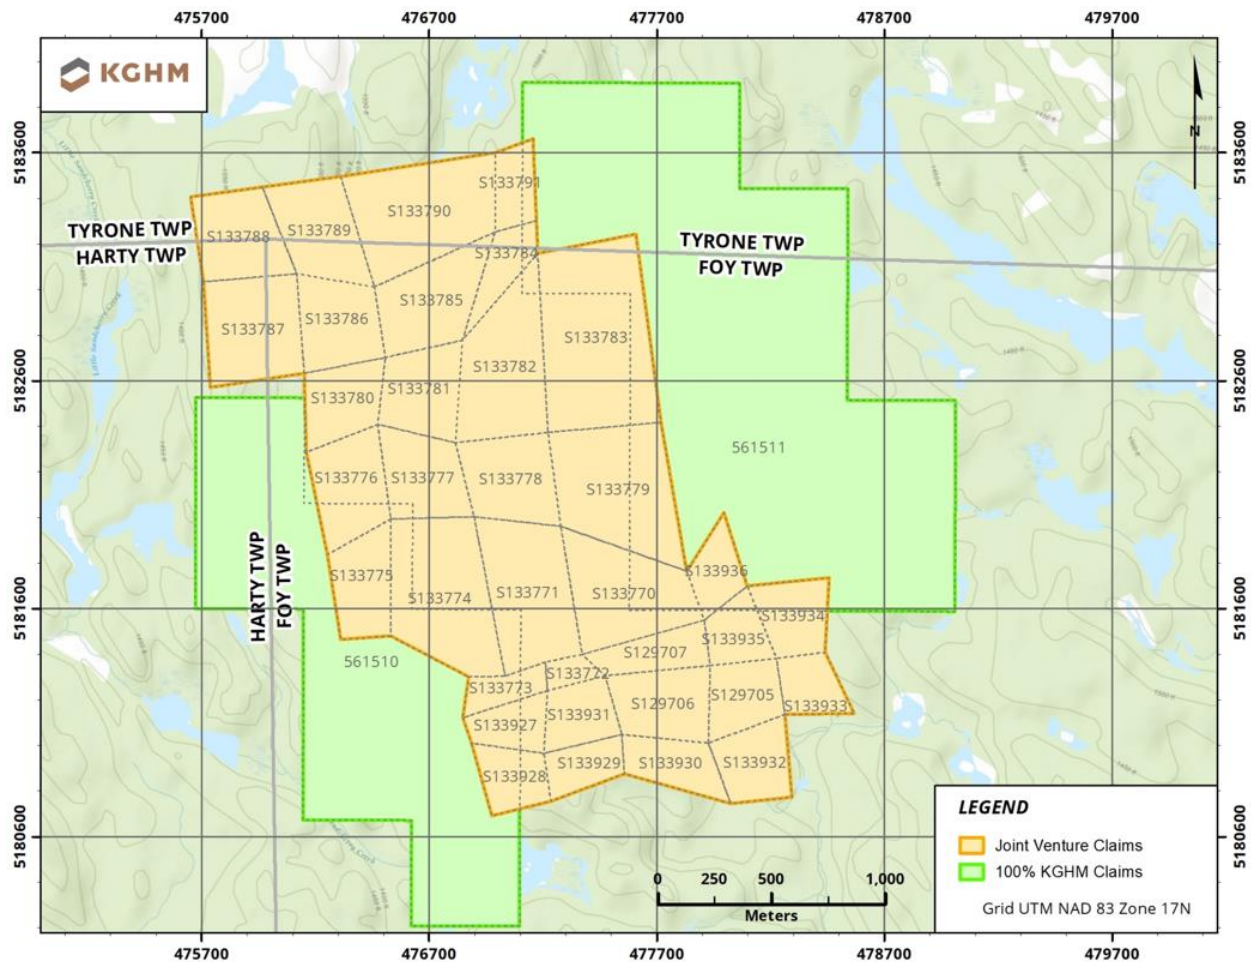 475700 476700 477700 478700 479700
KGHM
N
5183600 5183600
S133791
S133790
S133789
S133788
TYRONE TWP
HARTY TWP
TYRONE TWP
FOY TWP
S133784
S133785
S133786
S133787
S133783
S133782
5182600 5182600
S133781
S133780
561511
S133776 S133777 S133778
S133779
HARTY TWP
FOY TWP
S133936
S133775
S133774
S133771
S133770
5181600 5181600
S133934
S133935
S129707
561510
S133772
S133773
S129705
S129706
S133933
S133931
S133927
S133929
S133930
S133932
S133928
LEGEND
Joint Venture Claims
100% KGHM Claims
Grid UTM NAD 83 Zone 17N
5180600 5180600
0 250 500 1,000
Meters
475700 476700 477700 478700 479700